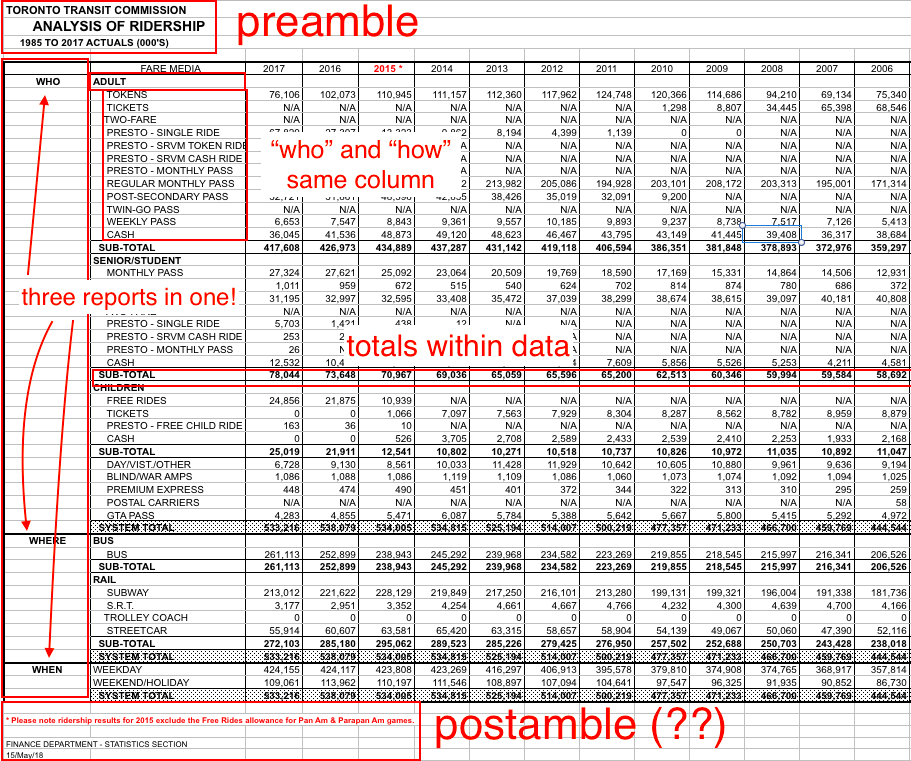 TORONTO TRANSIT COMMISSION
ANALYSIS OF RIDERSHIP
1985 TO 2017 ACTUALS (000'S)
preamble
FARE MEDIA 2017 2016 2015 * 2014 2013 2012 2011 2010 2009 2008 2007 2006
WHO ADULT
TOKENS 76,106 102,073 110,945 111,157 112,360 117,962 124,748 120,366 114,686 94,210 69,134 75,340
TICKETS N/A N/A N/A N/A N/A N/A N/A 1,298 8,807 34,445 65,398 68,546
TWO-FARE N/A N/A N/A N/A N/A N/A N/A N/A N/A N/A N/A N/A
PRESTO - SINGLE RIDE 8,194 4,399 1,139 0 0 N/A N/A N/A
PRESTO - SRVM TOKEN RIDE N/A N/A N/A N/A N/A N/A N/A
PRESTO - SRVM CASH RIDE N/A N/A N/A N/A N/A N/A N/A
PRESTO - MONTHLY PASS N/A N/A N/A N/A N/A N/A N/A
REGULAR MONTHLY PASS 213,982 205,086 194,928 203,101 208,172 203,313 195,001 171,314
POST-SECONDARY PASS 38,426 35,019 32,091 9,200 N/A N/A N/A N/A
“who” and “how”
same column
TWIN-GO PASS N/A N/A N/A N/A N/A N/A N/A N/A N/A N/A N/A N/A
WEEKLY PASS 6,653 7,547 8,843 9,361 9,557 10,185 9,893 9,237 8,738 7,517 7,126 5,413
CASH 36,045 41,536 48,873 49,120 48,623 46,467 43,795 43,149 41,445 39,408 36,317 38,684
SUB-TOTAL 417,608 426,973 434,889 437,287 431,142 419,118 406,594 386,351 381,848 378,893 372,976 359,297
SENIOR/STUDENT
MONTHLY PASS 27,324 27,621 25,092 23,064 20,509 19,769 18,590 17,169 15,331 14,864 14,506 12,931
1,011 959 672 515 540 624 702 814 874 780 686 372
three reports in one!
31,195 32,997 32,595 33,408 35,472 37,039 38,299 38,674 38,615 39,097 40,181 40,808
N/A N/A N/A N/A N/A N/A N/A N/A N/A N/A N/A N/A
PRESTO - SINGLE RIDE 5,703 1,421 438 12 N/A N/A N/A N/A N/A N/A N/A N/A
PRESTO - SRVM CASH RIDE 253 N/A N/A N/A N/A N/A N/A
PRESTO - MONTHLY PASS 26 N/A N/A N/A N/A N/A N/A
totals within data
CASH 12,532 7,609 5,856 5,526 5,253 4,211 4,581
SUB-TOTAL 78,044 73,648 70,967 69,036 65,059 65,596 65,200 62,513 60,346 59,994 59,584 58,692
CHILDREN
FREE RIDES 24,856 21,875 10,939 N/A N/A N/A N/A N/A N/A N/A N/A N/A
TICKETS 0 0 1,066 7,097 7,563 7,929 8,304 8,287 8,562 8,782 8,959 8,879
PRESTO - FREE CHILD RIDE 163 36 10 N/A N/A N/A N/A N/A N/A N/A N/A N/A
CASH 0 0 526 3,705 2,708 2,589 2,433 2,539 2,410 2,253 1,933 2,168
SUB-TOTAL 25,019 21,911 12,541 10,802 10,271 10,518 10,737 10,826 10,972 11,035 10,892 11,047
DAY/VIST./OTHER 6,728 9,130 8,561 10,033 11,428 11,929 10,642 10,605 10,880 9,961 9,636 9,194
BLIND/WAR AMPS 1,086 1,088 1,086 1,119 1,109 1,086 1,060 1,073 1,074 1,092 1,094 1,025
PREMIUM EXPRESS 448 474 490 451 401 372 344 322 313 310 295 259
POSTAL CARRIERS N/A N/A N/A N/A N/A N/A N/A N/A N/A N/A N/A 58
GTA PASS 4,283 4,855 5,471 6,087 5,784 5,388 5,642 5,667 5,800 5,415 5,292 4,972
SYSTEM TOTAL 533,216 538,079 534,005 534,815 525,194 514,007 500,219 477,357 471,233 466,700 459,769 444,544
WHERE BUS
BUS 261,113 252,899 238,943 245,292 239,968 234,582 223,269 219,855 218,545 215,997 216,341 206,526
SUB-TOTAL 261,113 252,899 238,943 245,292 239,968 234,582 223,269 219,855 218,545 215,997 216,341 206,526
RAIL
SUBWAY 213,012 221,622 228,129 219,849 217,250 216,101 213,280 199,131 199,321 196,004 191,338 181,736
S.R.T. 3,177 2,951 3,352 4,254 4,661 4,667 4,766 4,232 4,300 4,639 4,700 4,166
TROLLEY COACH 0 0 0 0 0 0 0 0 0 0 0 0
STREETCAR 55,914 60,607 63,581 65,420 63,315 58,657 58,904 54,139 49,067 50,060 47,390 52,116
SUB-TOTAL 272,103 285,180 295,062 289,523 285,226 279,425 276,950 257,502 252,688 250,703 243,428 238,018
SYSTEM TOTAL 533,216 538,079 534,005 534,815 525,194 514,007 500,219 477,357 471,233 466,700 459,769 444,544
WHEN WEEKDAY 424,155 424,117 423,808 423,269 416,297 406,913 395,578 379,810 374,908 374,765 368,917 357,814
WEEKEND/HOLIDAY 109,061 113,962 110,197 111,546 108,897 107,094 104,641 97,547 96,325 91,935 90,852 86,730
SYSTEM TOTAL 533,216 538,079 534,005 534,815 525,194 514,007 500,219 477,357 471,233 466,700 459,769 444,544
* Please note ridership results for 2015 exclude the Free Rides allowance for Pan Am & Parapan Am games.
postamble (??)
FINANCE DEPARTMENT - STATISTICS SECTION
15/May/18